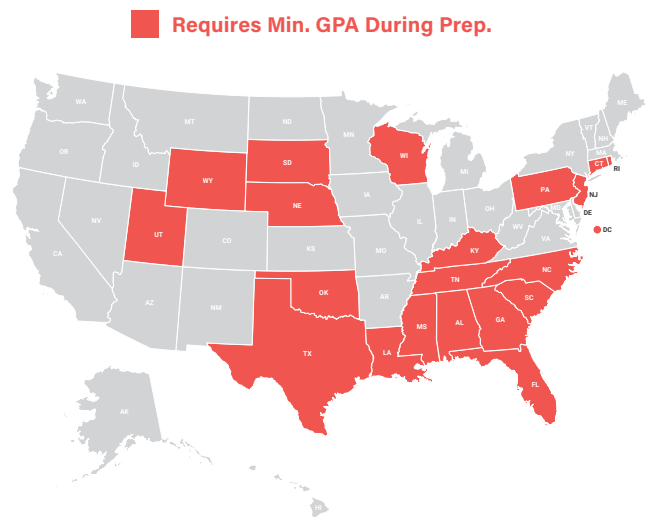 Requires Min. GPA During Prep.
WA
MT
ND
MN
ME
OR
ID
SD
WI
MI
VT
NH
NY
MA
CT
RI
WY
NE
IA
PA
NJ
NV
UT
CO
IL
IN
OH
MD
DE
DC
CA
KS
MO
KY
WV
VA
AZ
NM
OK
AR
TN
NC
SC
TX
LA
MS
AL
GA
FL
AK
HI